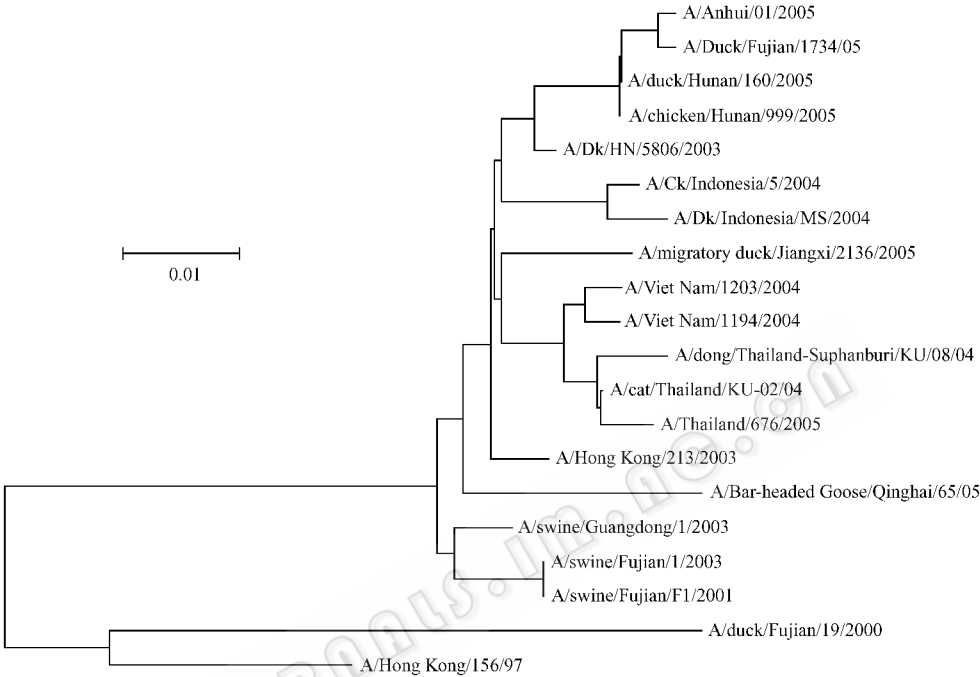 A/Anhui/01/2005
A/Duck/Fujian/1734/05
A/duck/Hunan/160/2005
A/chicken/Hunan/999/2005
A/Dk/HN/5806/2003
A/Ck/Indonesia/5/2004
A/Dk/Indonesia/MS/2004
A/migratory duck/Jiangxi/2136/2005
0.01
A/Viet Nam/1203/2004
A/Viet Nam/1194/2004
A/dong/Thailand-Suphanburi/KU/08/04
A/cat/Thailand/KU-02/04
A/Thailand/676/2005
A/Hong Kong/213/2003
A/Bar-headed Goose/Qinghai/65/05
A/swine/Guangdong/1/2003
A/swine/Fujian/1/2003
A/swine/Fujian/F1/2001
A/duck/Fujian/19/2000
A/Hong Kong/156/97